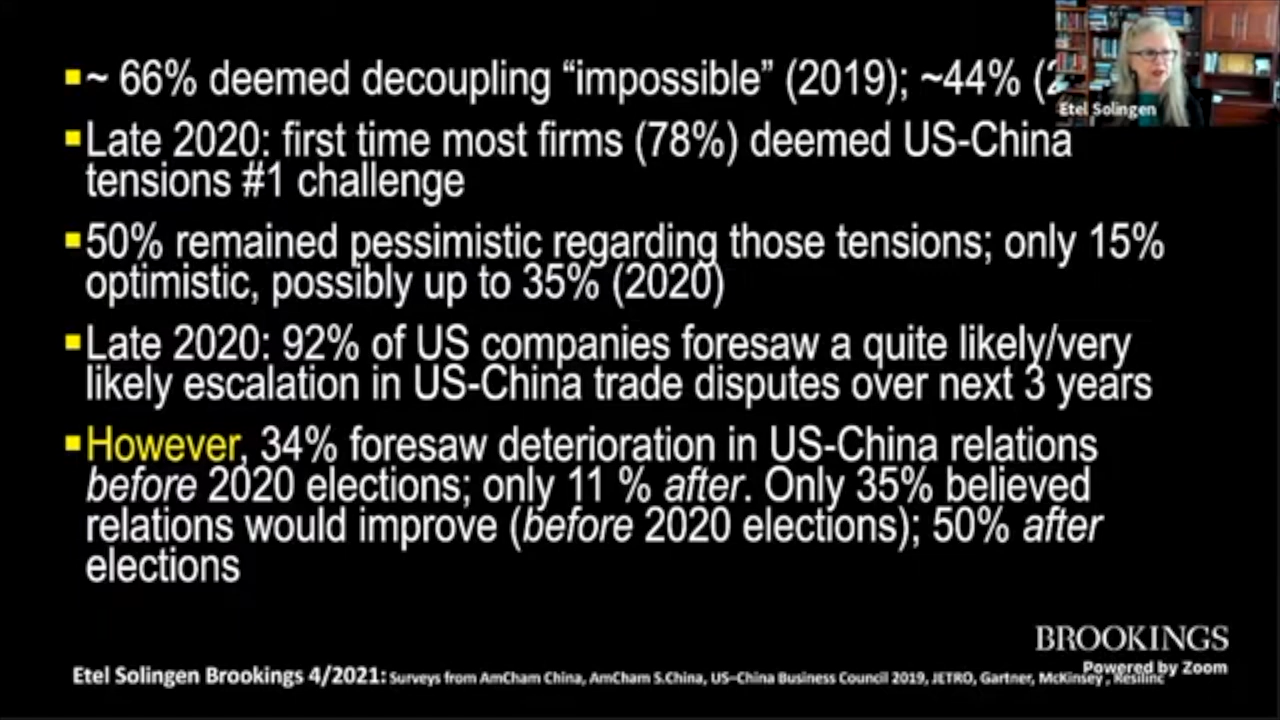 ~ 66% deemed decoupling “impossible” (2019); ~44% (2
Etel Solingen
Late 2020: first time most firms (78%) deemed US-China
tensions #1 challenge
50% remained pessimistic regarding those tensions; only 15%
optimistic, possibly up to 35% (2020)
Late 2020: 92% of US companies foresaw a quite likely/very
likely escalation in US-China trade disputes over next 3 years
However, 34% foresaw deterioration in US-China relations
before 2020 elections; only 11 % after. Only 35% believed
relations would improve (before 2020 elections); 50% after
elections
BROOKINGS
Powered by Zoom
Etel Solingen Brookings 4/2021: Surveys from AmCham China, AmCham S.China, US–China Business Council 2019, JETRO, Gartner, McKinsey, Resilinc